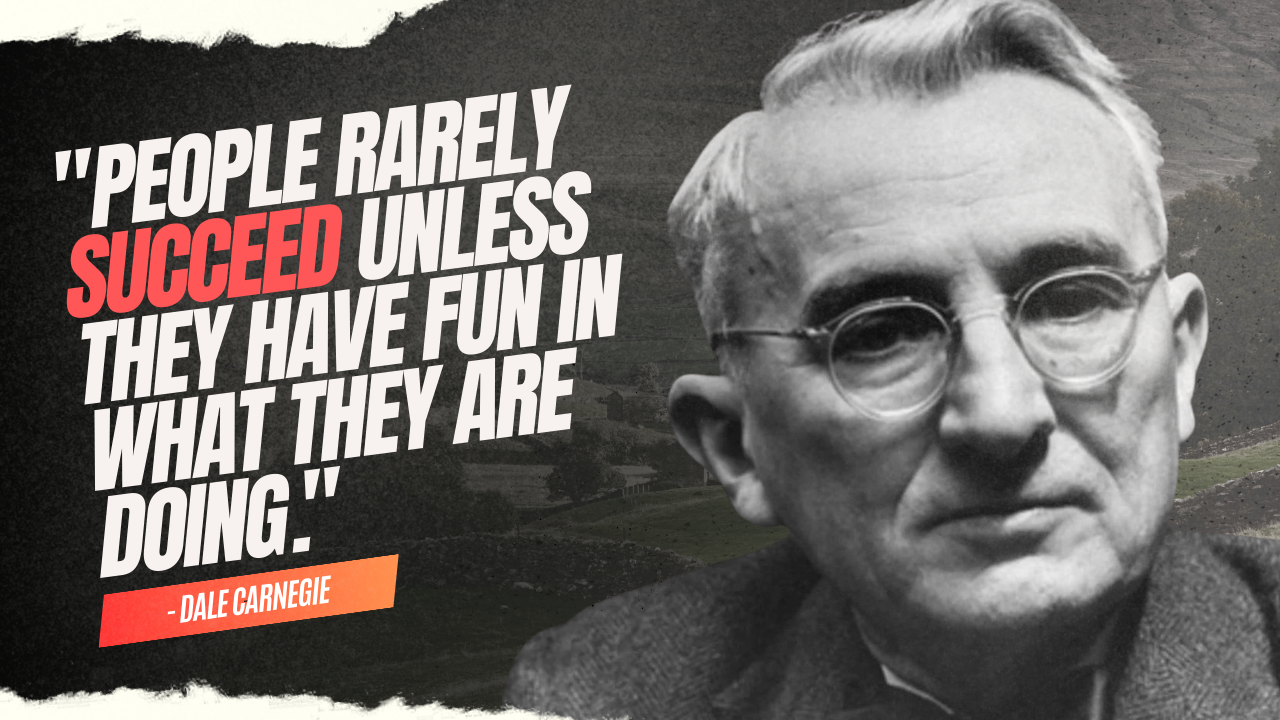 "PEOPLE RARELY
SUCCEED UNLESS
THEY HAVE FUN IN
WHAT THEY ARE
DOING."
- DALE CARNEGIE